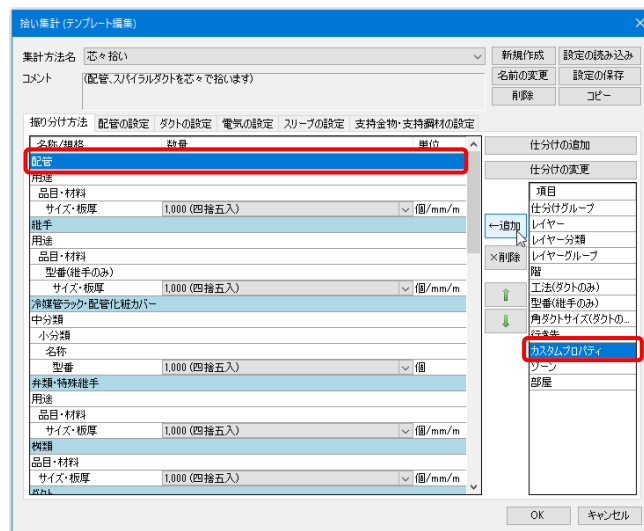 拾い集計 (テンプレート編集)
集計方法名 芯々拾い 新規作成 設定の読み込み
コメント (配管、スパイラルダクトを芯々で拾います) 名前の変更 設定の保存
削除 コピー
振り分け方法 配管の設定 ダクトの設定 電気の設定 スリーブの設定 支持金物・支持鋼材の設定
名称/規格 数量 単位 仕分けの追加
配管 仕分けの変更
用途
品目・材料 項目
サイズ・板厚 1,000 (四捨五入) 個/mm/m 仕分けグループ
継手 ←追加 レイヤー
用途 レイヤー分類
品目・材料 ×削除 レイヤーグループ
型番(継手のみ) 階
サイズ・板厚 1,000 (四捨五入) 個/mm/m 工法(ダクトのみ)
冷媒管ラック・配管化粧カバー 型番(継手のみ)
中分類 角ダクトサイズ(ダクトの...
小分類 行き先
名称 カスタムプロパティ
型番 1,000 (四捨五入) 個 ゾーン
弁類・特殊継手 部屋
用途
品目・材料
サイズ・板厚 1,000 (四捨五入) 個/mm/m
桝類
品目・材料
サイズ・板厚 1,000 (四捨五入) 個/mm/m
ダクト
OK キャンセル